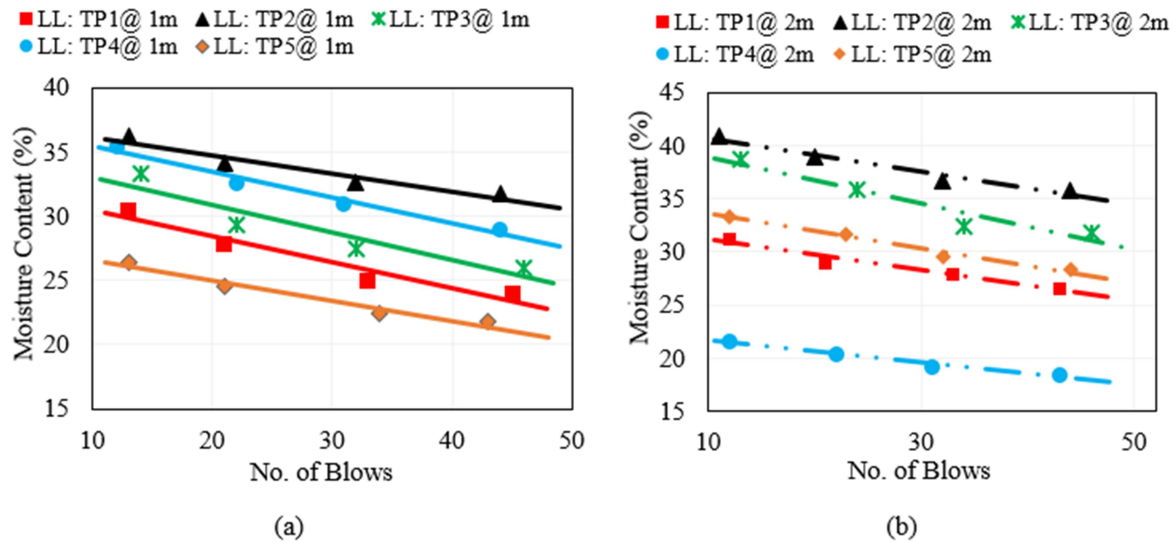 LL: TP1@ 1m LL: TP2@ 1m LL: TP3@ 1m
LL: TP4@ 1m LL: TP5@ 1m
40
35
30
25
20
15
Moisture Content (%)
10 20 30 40 50
No. of Blows
(a)
LL: TP1@ 2m LL: TP2@ 2m LL: TP3@ 2m
LL: TP4@ 2m LL: TP5@ 2m
45
40
35
30
25
20
15
Moisture Content (%)
10 30 50
No. of Blows
(b)